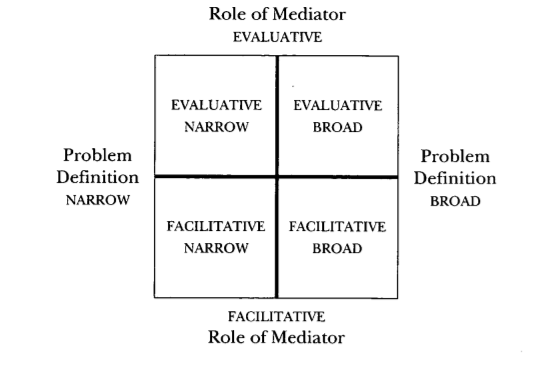 Role of Mediator
EVALUATIVE
EVALUATIVE
NARROW
EVALUATIVE
BROAD
Problem
Definition
NARROW
Problem
Definition
BROAD
FACILITATIVE
NARROW
FACILITATIVE
BROAD
FACILITATIVE
Role of Mediator